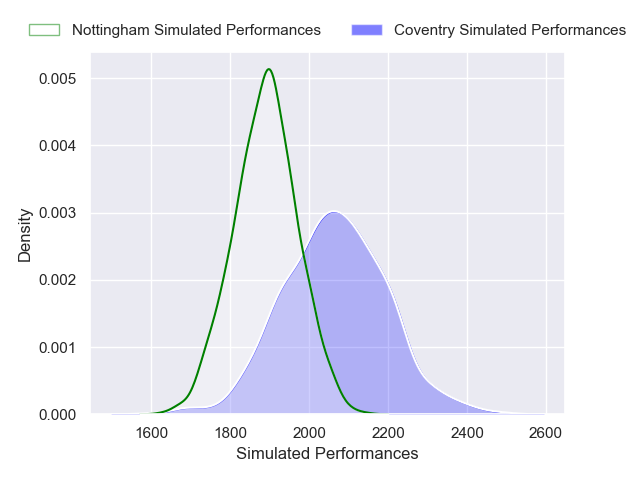 Nottingham Simulated Performances
Coventry Simulated Performances
0.005
0.004
0.003
0.002
0.001
0.000
Density
1600 1800 2000 2200 2400 2600
Simulated Performances